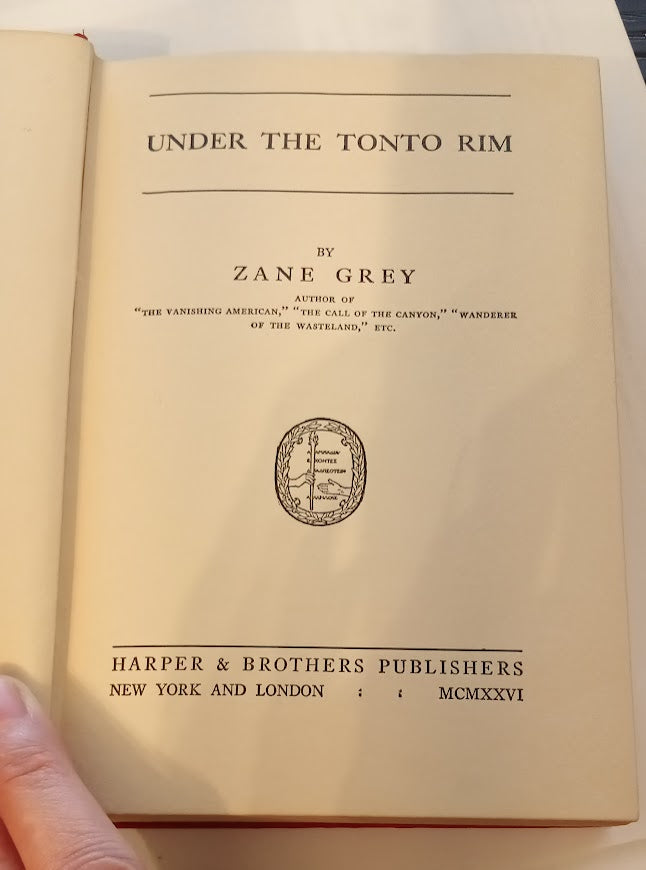 UNDER THE TONTO RIM
BY
ZANE GREY
AUTHOR OF
“THE VANISHING AMERICAN,” “THE CALL OF THE CANYON,” “WANDERER
OF THE WASTELAND,” ETC.
HARPER & BROTHERS PUBLISHERS
NEW YORK AND LONDON : : MCMXXVI